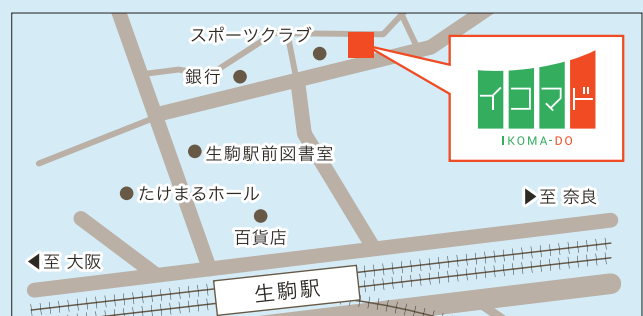 スポーツクラブ
銀行
イコマド
IKOMA-DO
生駒駅前図書室
たけまるホール
▶至 奈良
百貨店
◀至 大阪
生駒駅